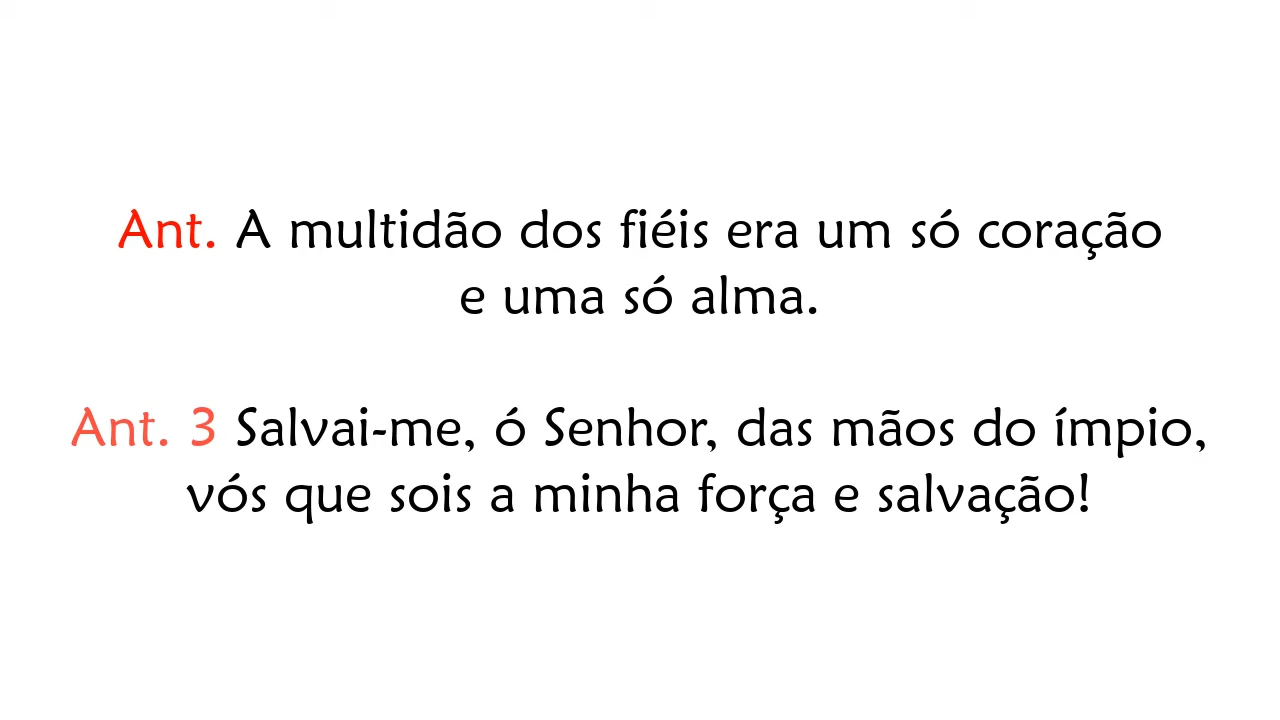 Ant. A multidão dos fiéis era um só coração
e uma só alma.
Ant. 3 Salvai-me, ó Senhor, das mãos do ímpio,
vós que sois a minha força e salvação!